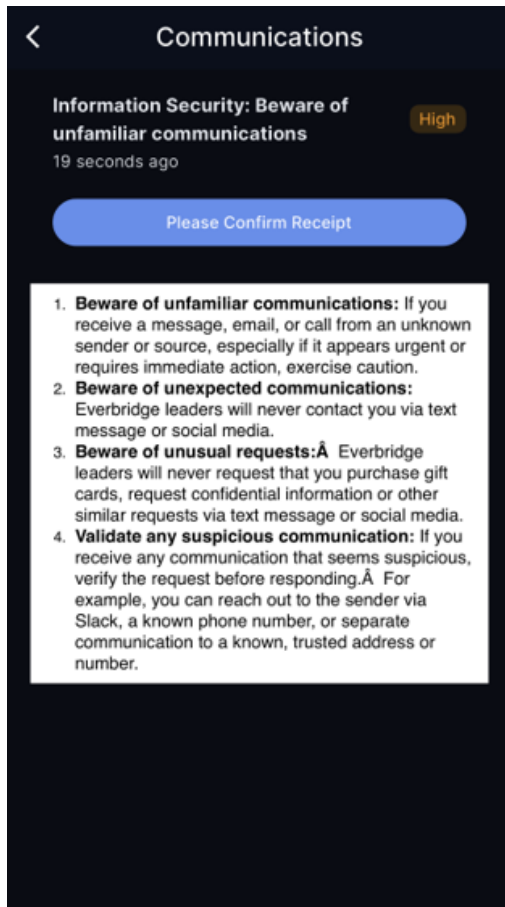 Communications
Information Security: Beware of
unfamiliar communications
High
19 seconds ago
Please Confirm Receipt
1. Beware of unfamiliar communications: If you
receive a message, email, or call from an unknown
sender or source, especially if it appears urgent or
requires immediate action, exercise caution.
2. Beware of unexpected communications:
Everbridge leaders will never contact you via text
message or social media.
3. Beware of unusual requests:Â Everbridge
leaders will never request that you purchase gift
cards, request confidential information or other
similar requests via text message or social media.
4. Validate any suspicious communication: If you
receive any communication that seems suspicious,
verify the request before responding.Â For
example, you can reach out to the sender via
Slack, a known phone number, or separate
communication to a known, trusted address or
number.